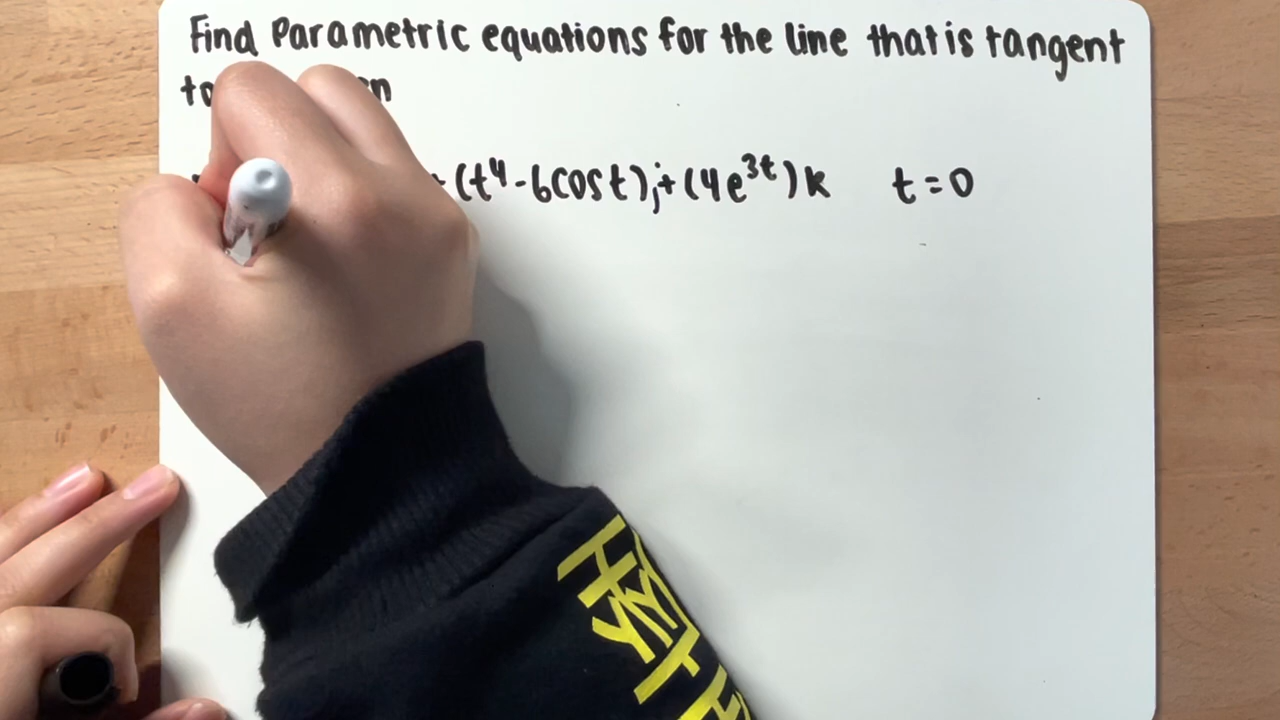 Find Parametric equations for the line that is tangent
to
(t⁴-6cost)j+(4e³ᵗ)k t=0